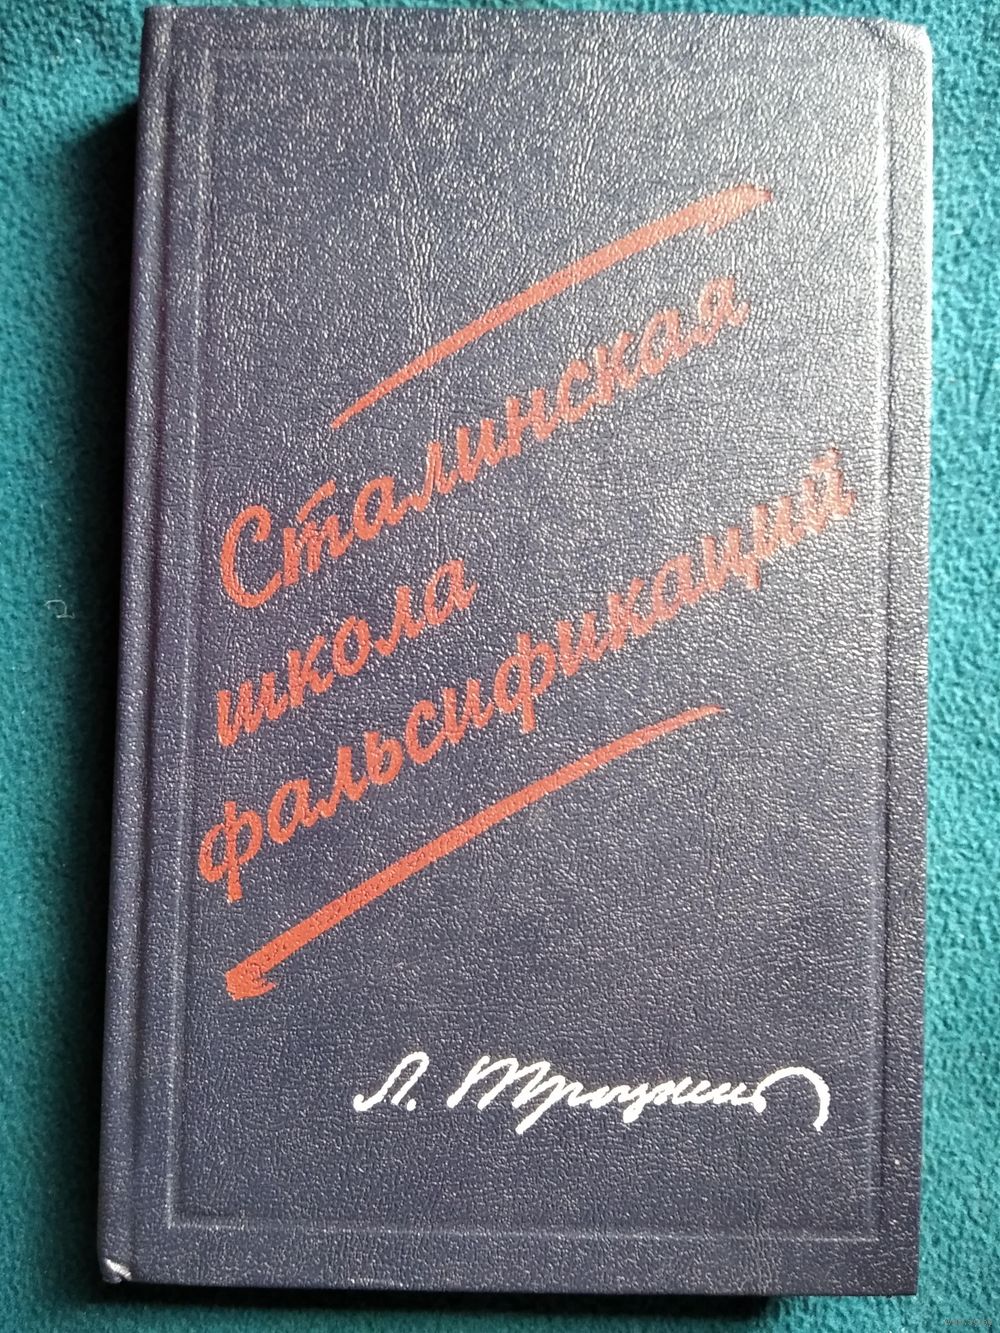 Сталинская
школа
фальсификаций
Л. Троцкий